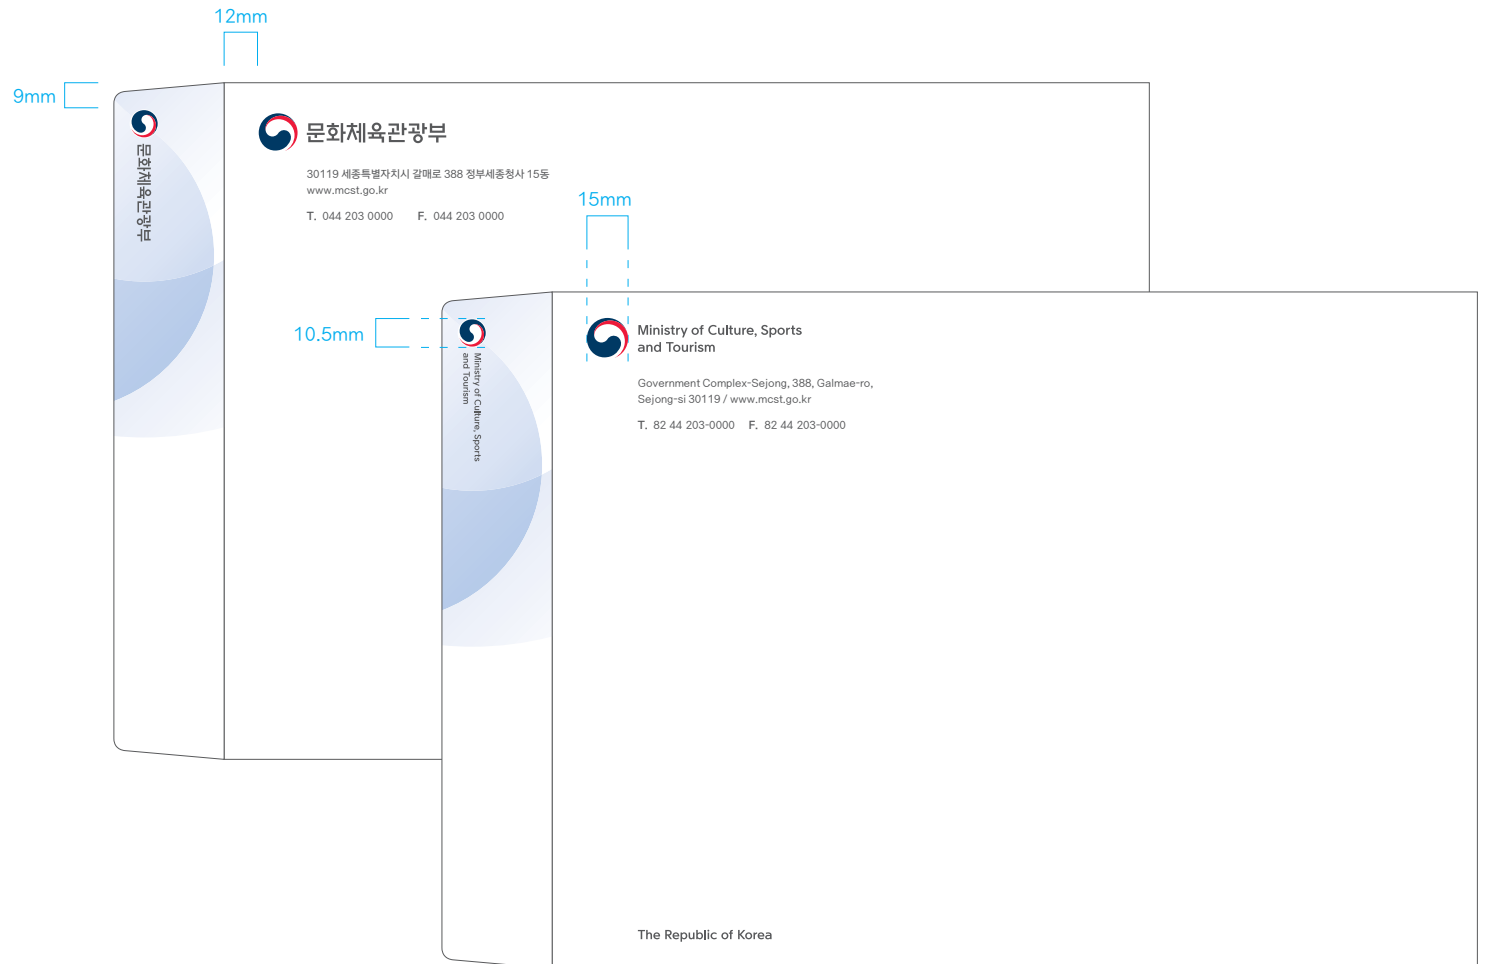 12mm
9mm
문화체육관광부
문화체육관광부
30119 세종특별자치시 갈매로 388 정부세종청사 15동
www.mcst.go.kr
T. 044 203 0000 F. 044 203 0000
15mm
10.5mm
Ministry of Culture, Sports
and Tourism
Ministry of Culture, Sports
and Tourism
Government Complex-Sejong, 388, Galmae-ro,
Sejong-si 30119 / www.mcst.go.kr
T. 82 44 203-0000 F. 82 44 203-0000
The Republic of Korea